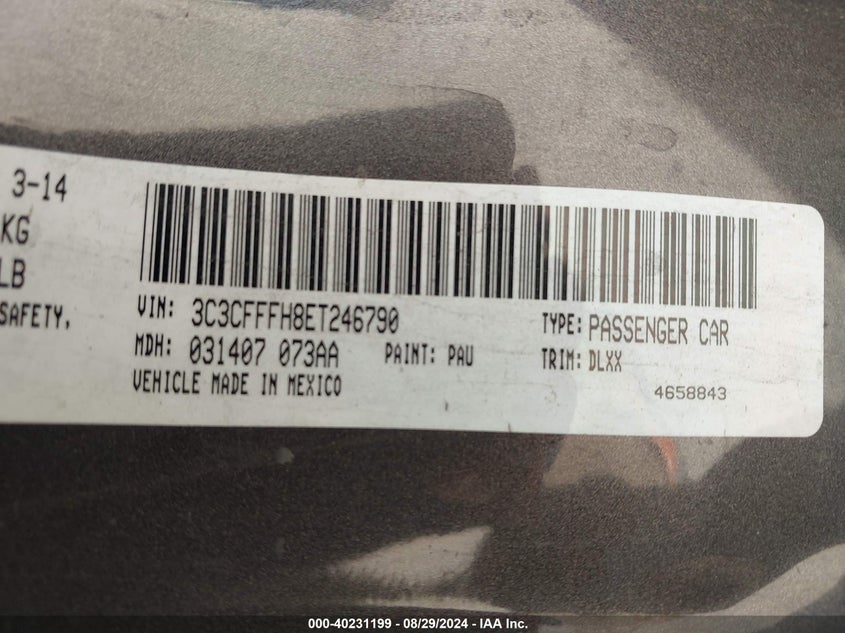 3-14
KG
LB
SAFETY.
VIN: 3C3CFFFH8ET246790
TYPE: PASSENGER CAR
MDH: 031407 073AA PAINT: PAU TRIM: DLXX
VEHICLE MADE IN MEXICO
4658843
000-40231199 - 08/29/2024 - IAA Inc.